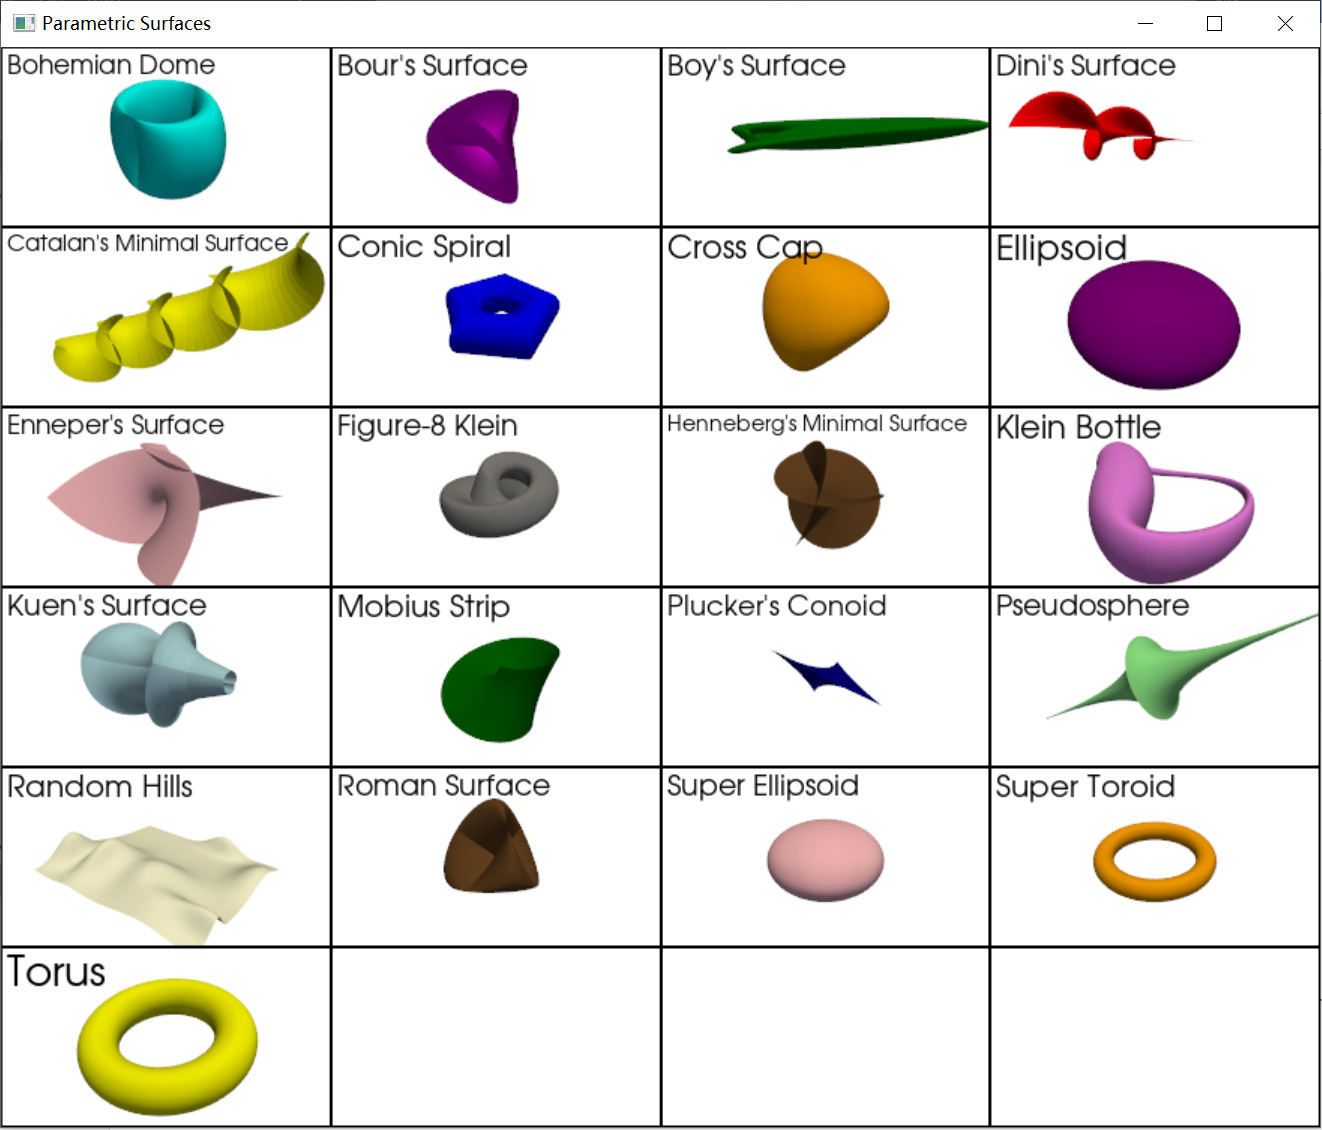 Parametric Surfaces
Bohemian Dome
Bour's Surface
Boy's Surface
Dini's Surface
Catalan's Minimal Surface
Conic Spiral
Cross Cap
Ellipsoid
Enneper's Surface
Figure-8 Klein
Henneberg's Minimal Surface
Klein Bottle
Kuen's Surface
Mobius Strip
Plucker's Conoid
Pseudosphere
Random Hills
Roman Surface
Super Ellipsoid
Super Toroid
Torus